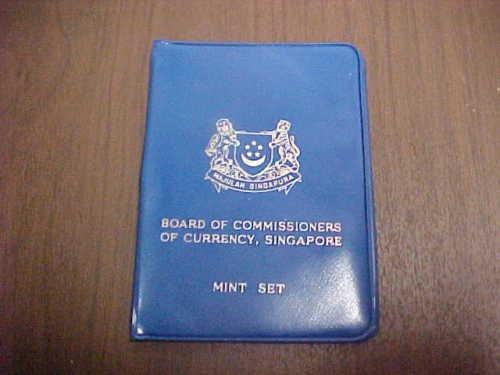 MAJULAH SINGAPURA
BOARD OF COMMISSIONERS
OF CURRENCY, SINGAPORE
MINT SET